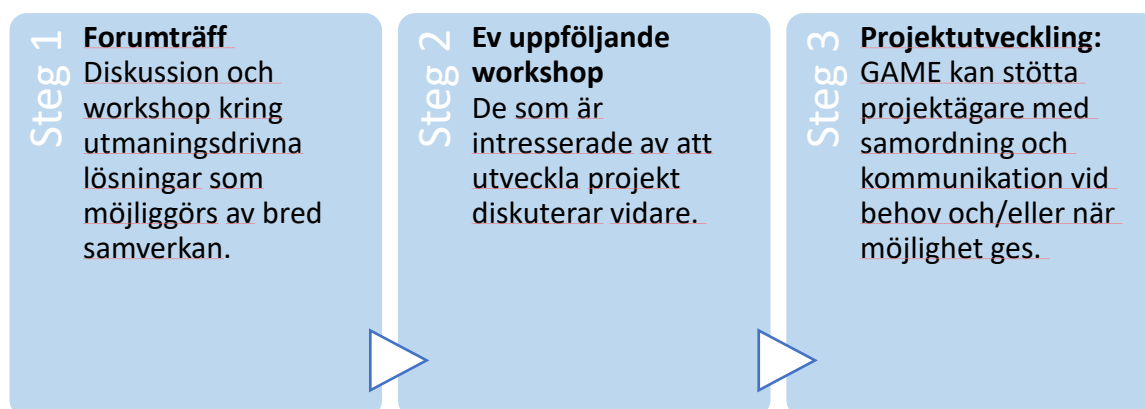 Steg 1
Forumträff
Diskussion och
workshop kring
utmaningsdrivna
lösningar som
möjliggörs av bred
samverkan.
Steg 2
Ev uppföljande
workshop
De som är
intresserade av att
utveckla projekt
diskuterar vidare.
Steg 3
Projektutveckling:
GAME kan stötta
projektägare med
samordning och
kommunikation vid
behov och/eller när
möjlighet ges.